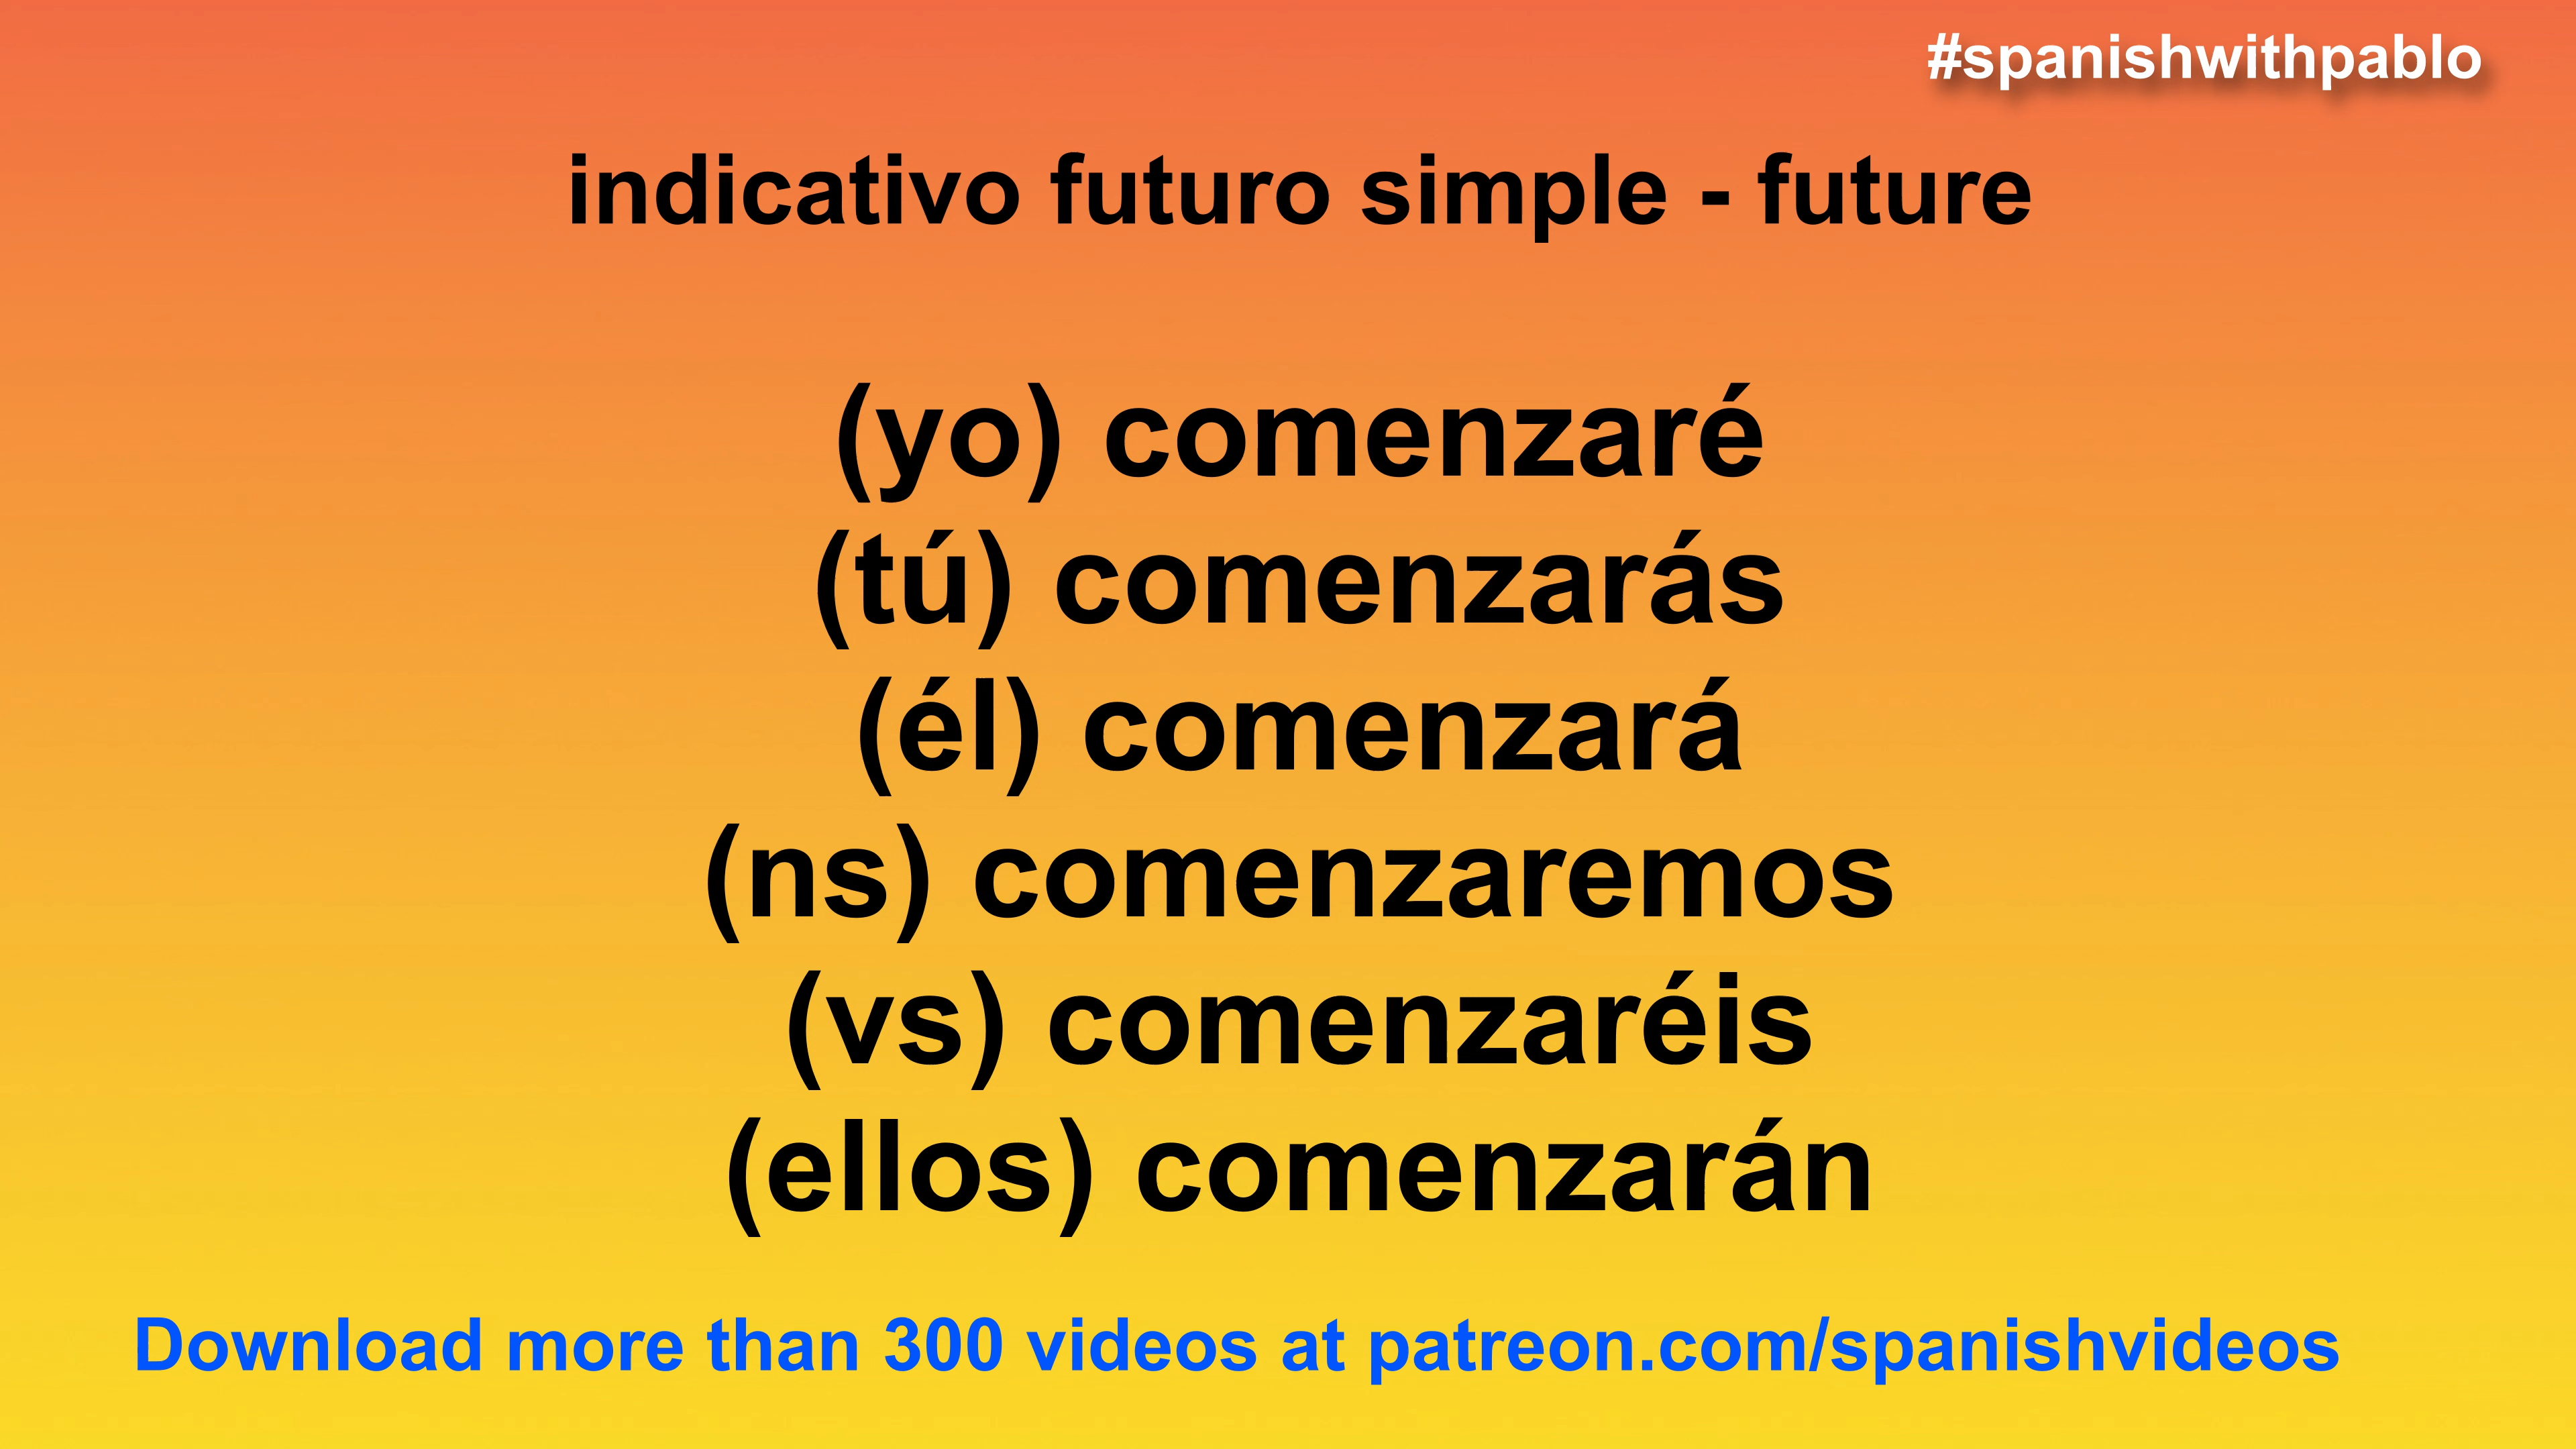 #spanishwithpablo
indicativo futuro simple - future
(yo) comenzaré
(tú) comenzarás
(él) comenzará
(ns) comenzaremos
(vs) comenzaréis
(ellos) comenzarán
Download more than 300 videos at patreon.com/spanishvideos